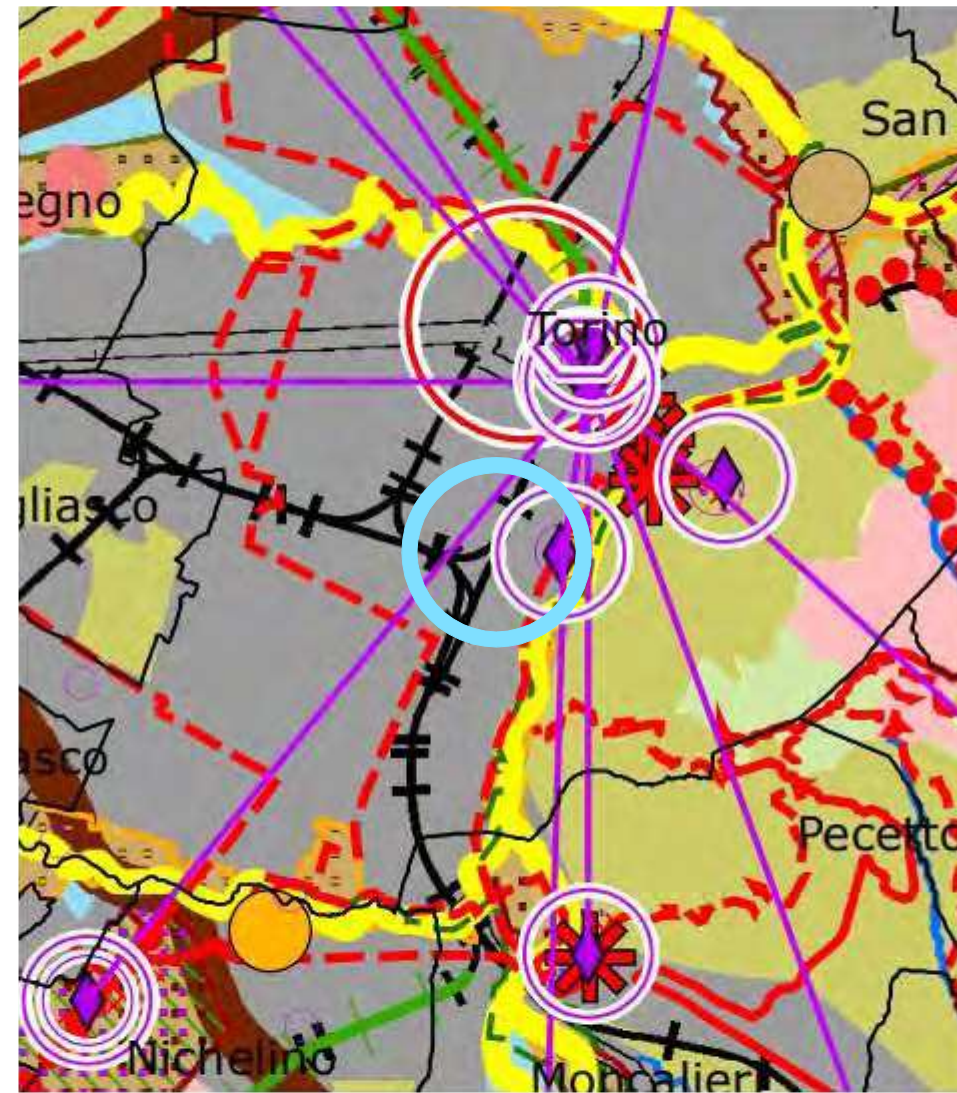 San
egno
Torino
gliasco
asco
Pecetto
Nichelino
Moncalieri